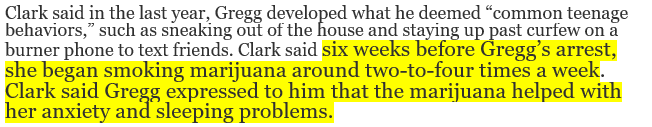 Clark said in the last year, Gregg developed what he deemed “common teenage
behaviors,” such as sneaking out of the house and staying up past curfew on a
burner phone to text friends. Clark said six weeks before Gregg’s arrest,
she began smoking marijuana around two-to-four times a week.
Clark said Gregg expressed to him that the marijuana helped with
her anxiety and sleeping problems.